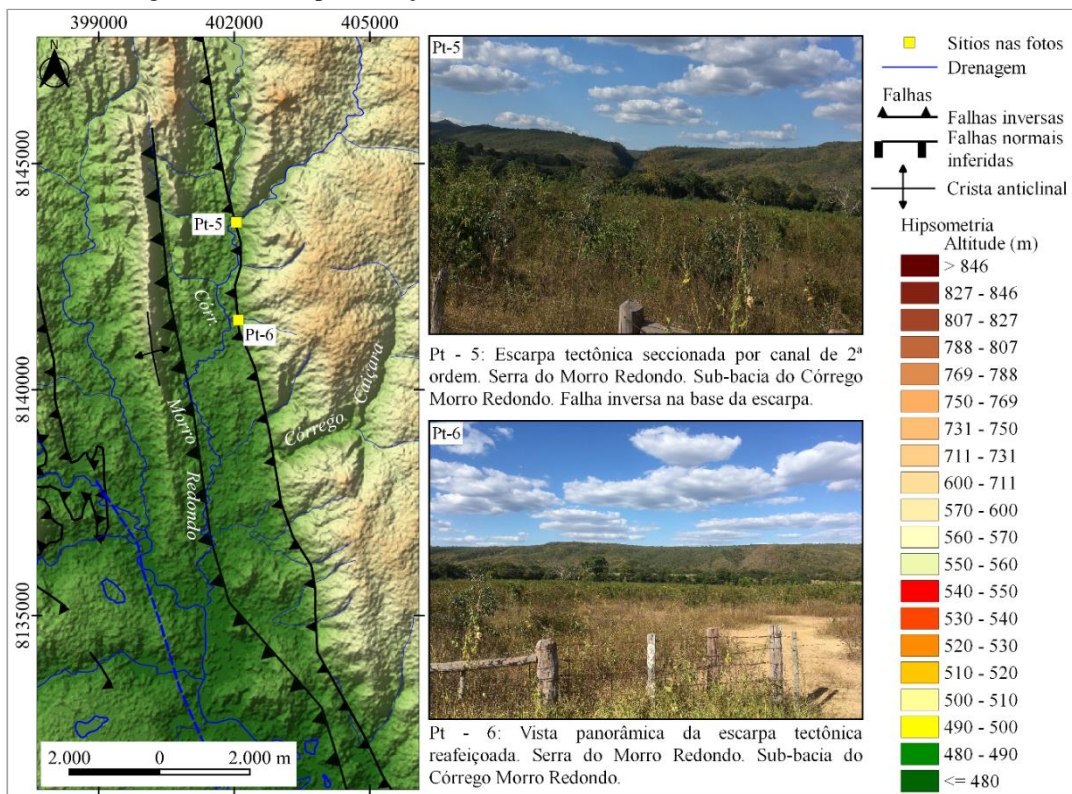 399000 402000 405000
N
8145000
8140000
8135000
Pt-5
Pt-6
Corr.
Morro
Redondo
Córrego Caiçara
2.000 0 2.000 m
Pt-5
Pt - 5: Escarpa tectônica seccionada por canal de 2ª
ordem. Serra do Morro Redondo. Sub-bacia do Córrego
Morro Redondo. Falha inversa na base da escarpa.
Pt-6
Pt - 6: Vista panorâmica da escarpa tectônica
reafeiçoada. Serra do Morro Redondo. Sub-bacia do
Córrego Morro Redondo.
Sítios nas fotos
Drenagem
Falhas
Falhas inversas
Falhas normais
inferidas
Crista anticlinal
Hipsometria
Altitude (m)
> 846
827 - 846
807 - 827
788 - 807
769 - 788
750 - 769
731 - 750
711 - 731
600 - 711
570 - 600
560 - 570
550 - 560
540 - 550
530 - 540
520 - 530
510 - 520
500 - 510
490 - 500
480 - 490
<= 480